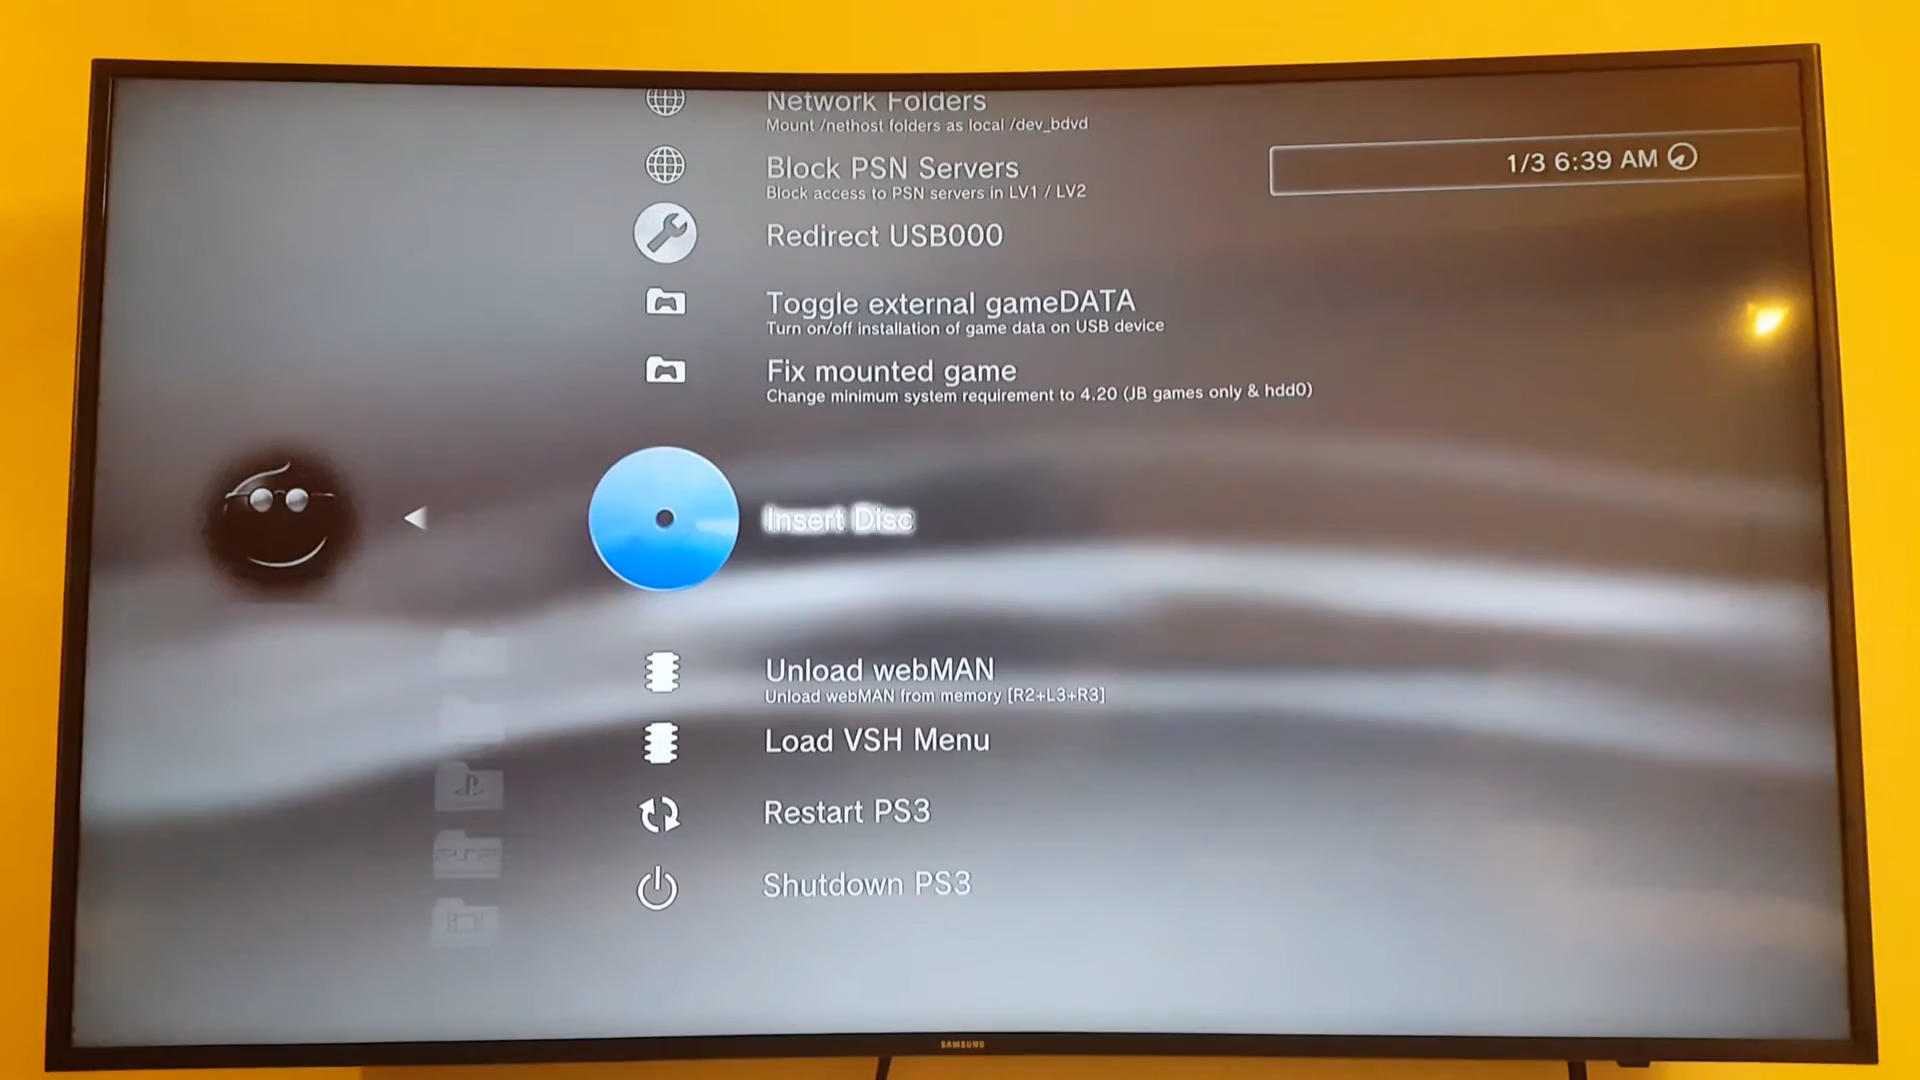 Network Folders
Mount /nethost folders as local /dev_bdvd
Block PSN Servers
Block access to PSN servers in LV1 / LV2
1/3 6:39 AM
Redirect USB000
Toggle external gameDATA
Turn on/off installation of game data on USB device
Fix mounted game
Change minimum system requirement to 4.20 (JB games only & hdd0)
Insert Disc
Unload webMAN
Unload webMAN from memory [R2+L3+R3]
Load VSH Menu
Restart PS3
PSP
Shutdown PS3
SAMSUNG